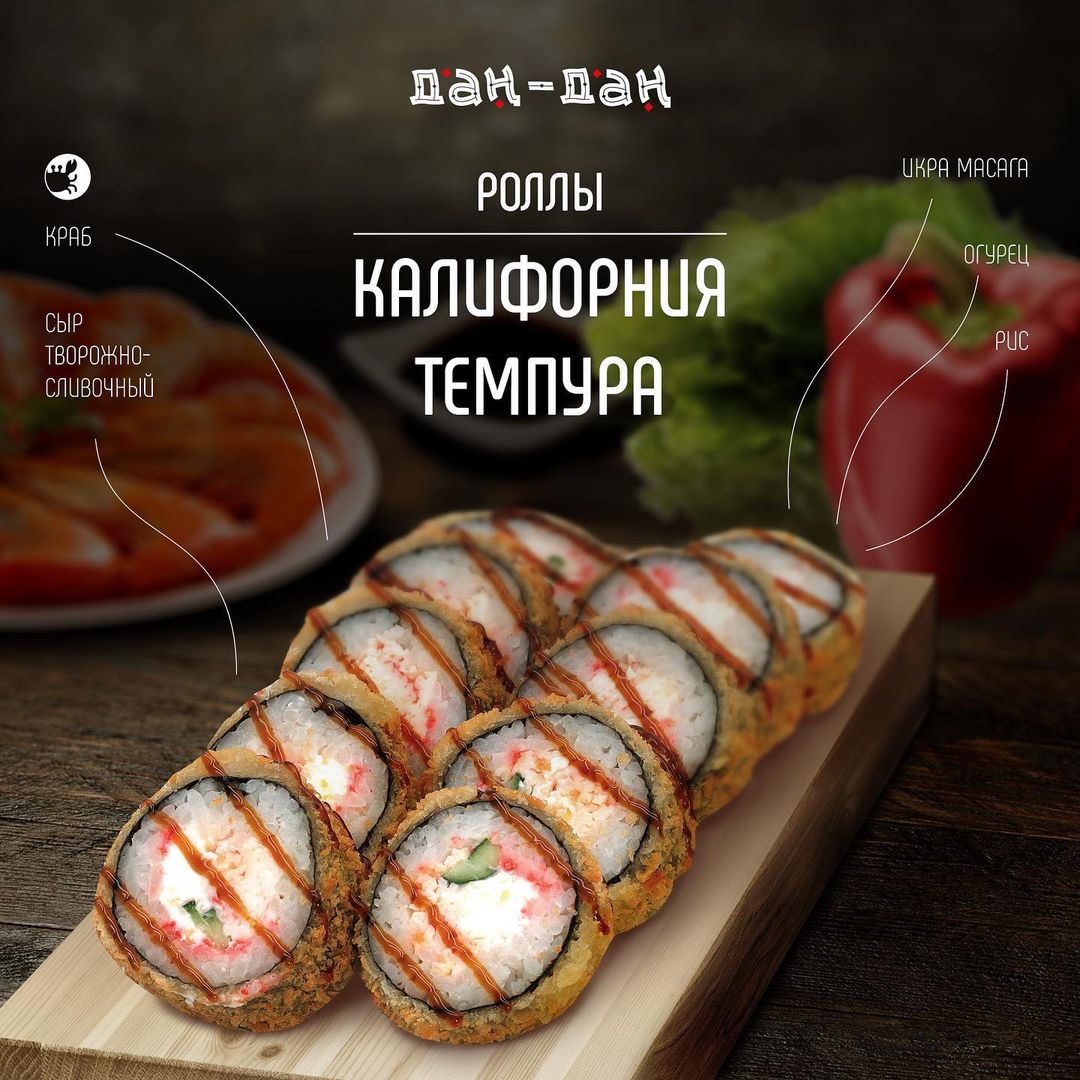 ДАН-ДАН
РОЛЛЫ
КАЛИФОРНИЯ
ТЕМПУРА
КРАБ
СЫР
ТВОРОЖНО-
СЛИВОЧНЫЙ
ИКРА МАСАГА
ОГУРЕЦ
РИС